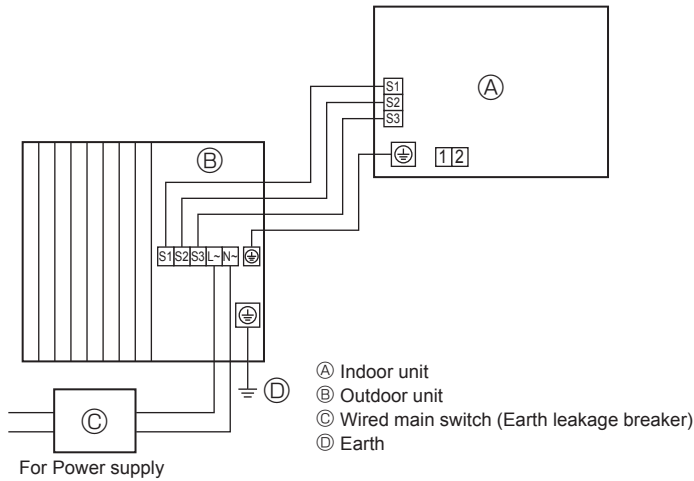 Ⓐ
S1
S2
S3
1 2
Ⓑ
S1 S2 S3 L~ N~
Ⓓ
Ⓒ
For Power supply
Ⓐ Indoor unit
Ⓑ Outdoor unit
Ⓒ Wired main switch (Earth leakage breaker)
Ⓓ Earth